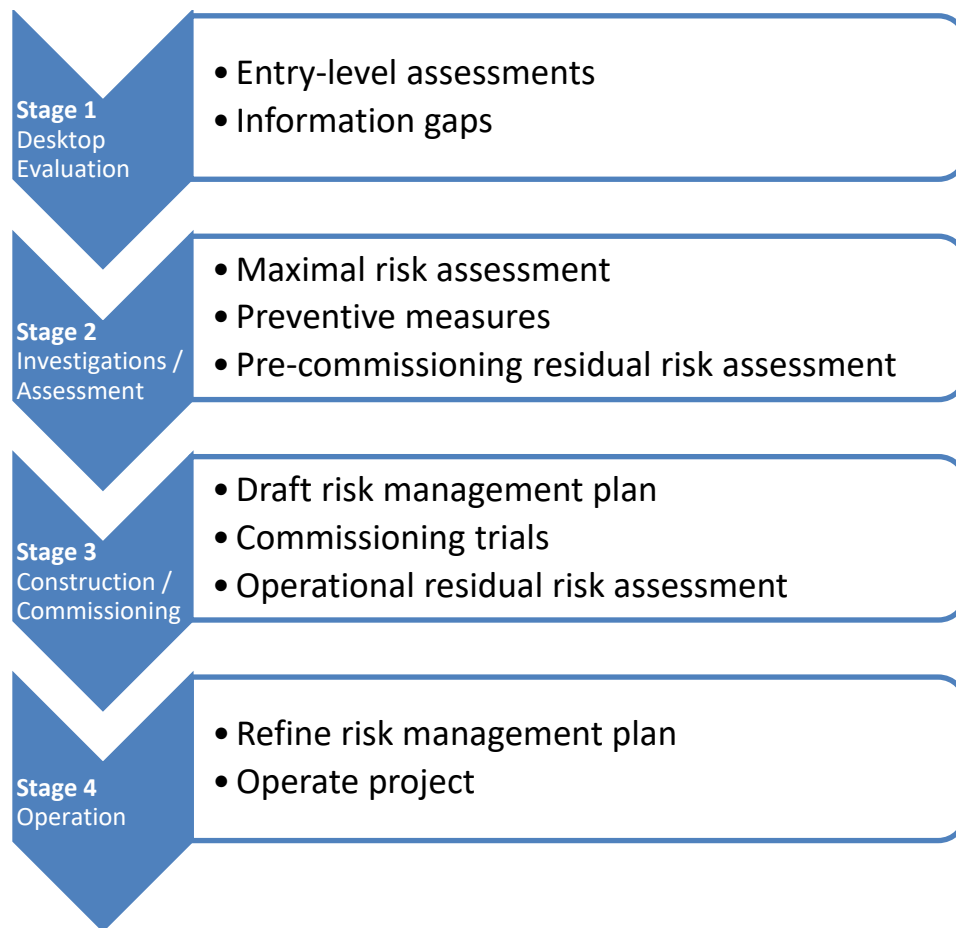 Stage 1
Desktop
Evaluation
• Entry-level assessments
• Information gaps
Stage 2
Investigations /
Assessment
• Maximal risk assessment
• Preventive measures
• Pre-commissioning residual risk assessment
Stage 3
Construction /
Commissioning
• Draft risk management plan
• Commissioning trials
• Operational residual risk assessment
Stage 4
Operation
• Refine risk management plan
• Operate project